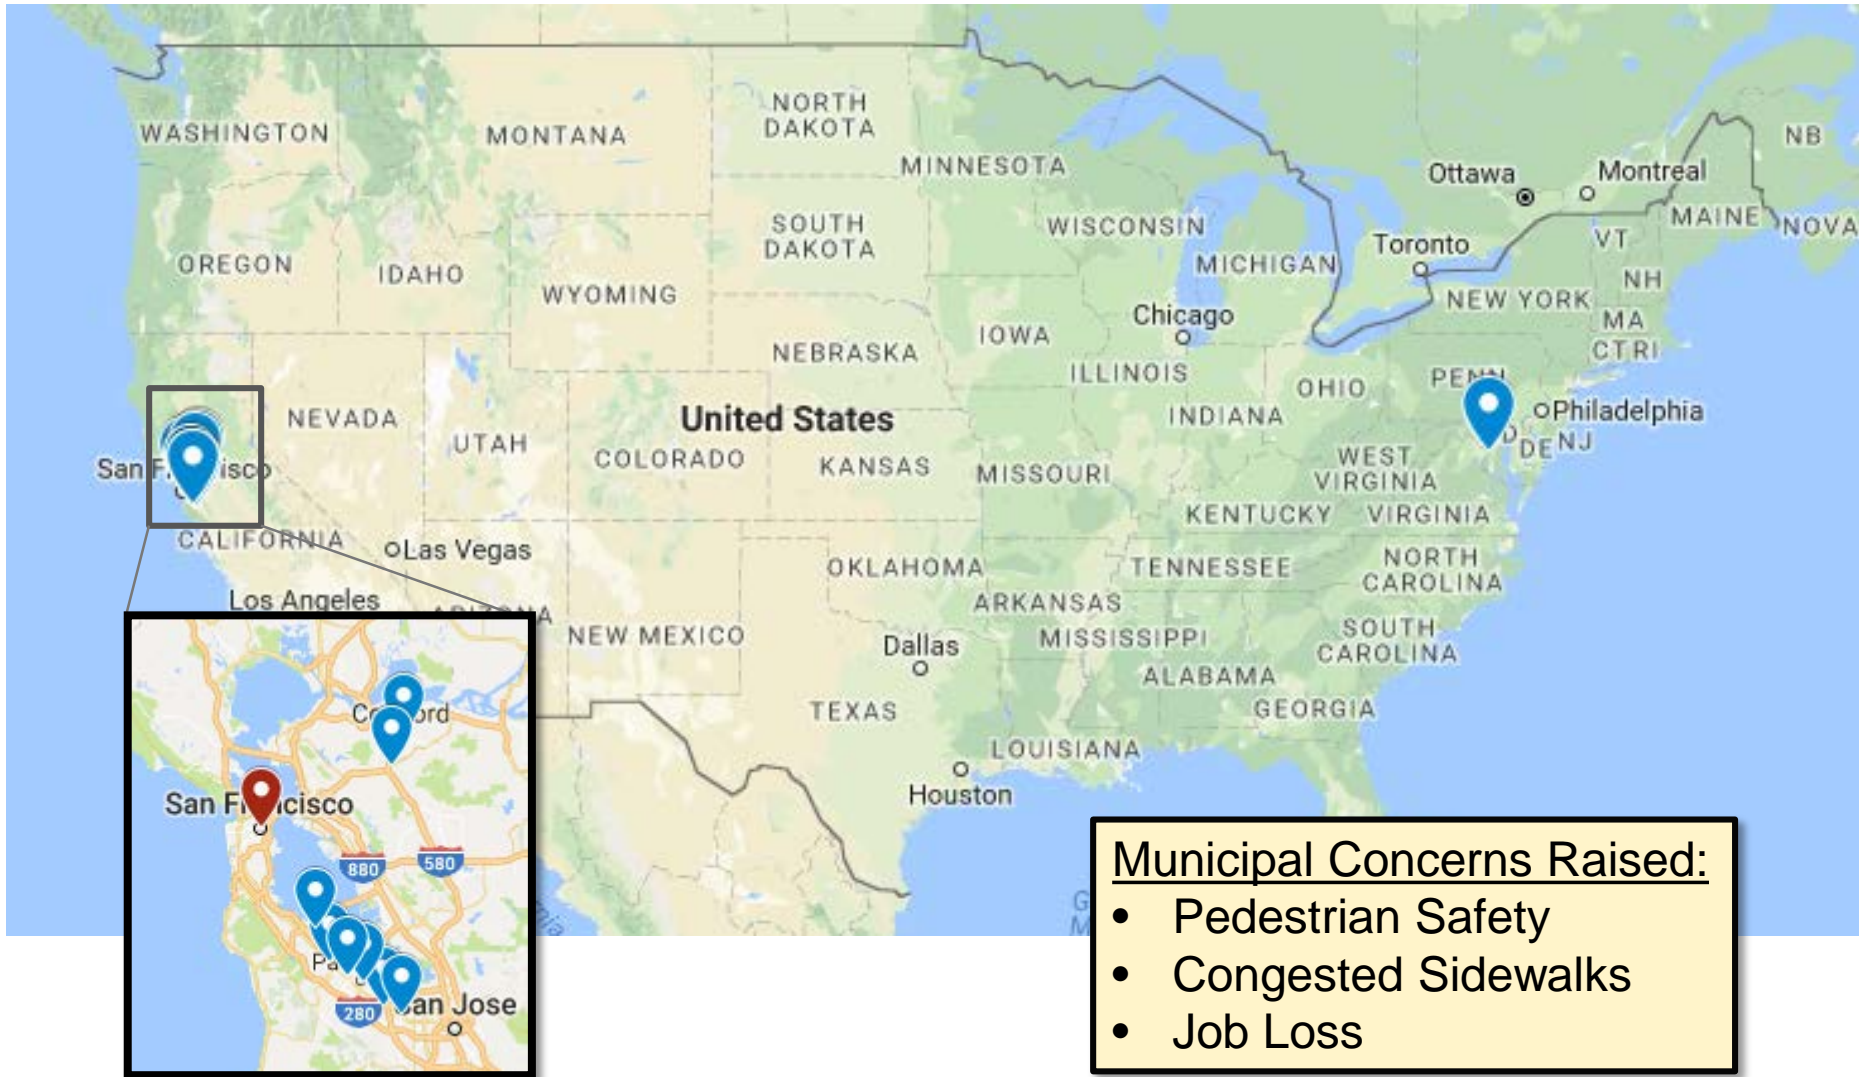 NORTH
DAKOTA
WASHINGTON
MONTANA
NB
MINNESOTA
Ottawa
Montreal
SOUTH
DAKOTA
WISCONSIN
MAINE
NOVA
VT
Toronto
OREGON
IDAHO
MICHIGAN
NH
WYOMING
NEW YORK
Chicago
MA
IOWA
CT RI
NEBRASKA
ILLINOIS
OHIO
PENN
NEVADA
United States
INDIANA
Philadelphia
UTAH
COLORADO
KANSAS
MISSOURI
WEST
VIRGINIA
DE
NJ
San F isco
KENTUCKY
VIRGINIA
CALIFORNIA
Las Vegas
OKLAHOMA
TENNESSEE
NORTH
CAROLINA
Los Angeles
ARKANSAS
NEW MEXICO
Dallas
MISSISSIPPI
SOUTH
CAROLINA
ALABAMA
TEXAS
GEORGIA
LOUISIANA
Houston
San F cisco
880
580
280
San Jose
Municipal Concerns Raised:
• Pedestrian Safety
• Congested Sidewalks
• Job Loss